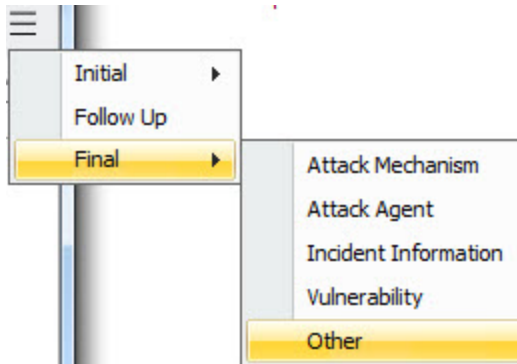 Initial
Follow Up
Final
Attack Mechanism
Attack Agent
Incident Information
Vulnerability
Other